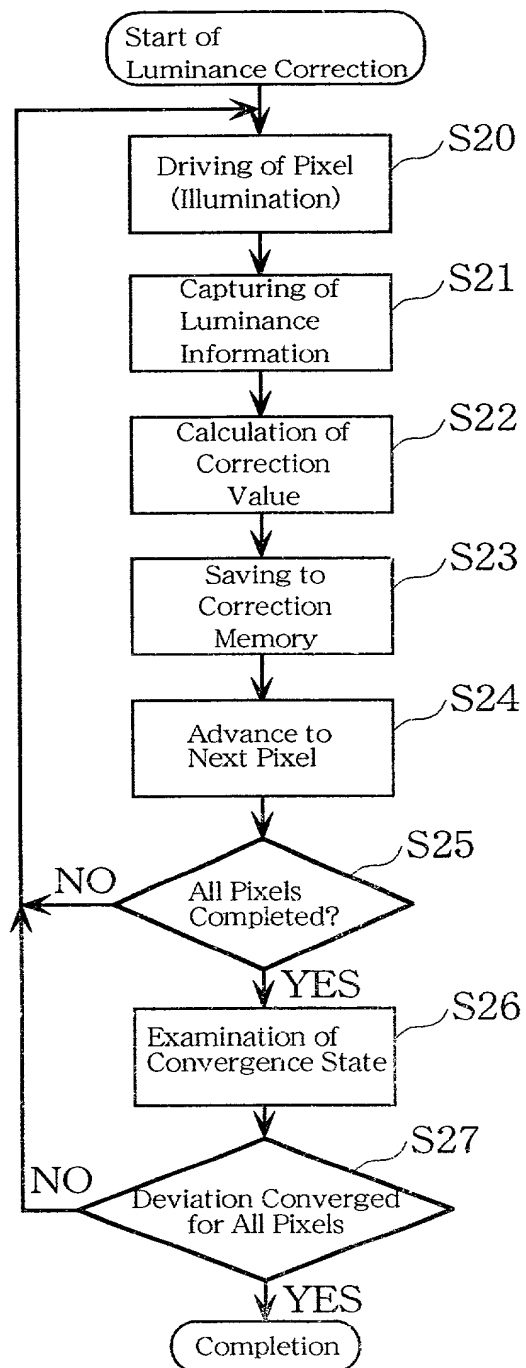 Start of
Luminance Correction
S20
Driving of Pixel
(Illumination)
S21
Capturing of
Luminance
Information
S22
Calculation of
Correction
Value
S23
Saving to
Correction
Memory
S24
Advance to
Next Pixel
S25
NO
All Pixels
Completed?
YES
S26
Examination of
Convergence State
S27
NO
Deviation Converged
for All Pixels
YES
Completion